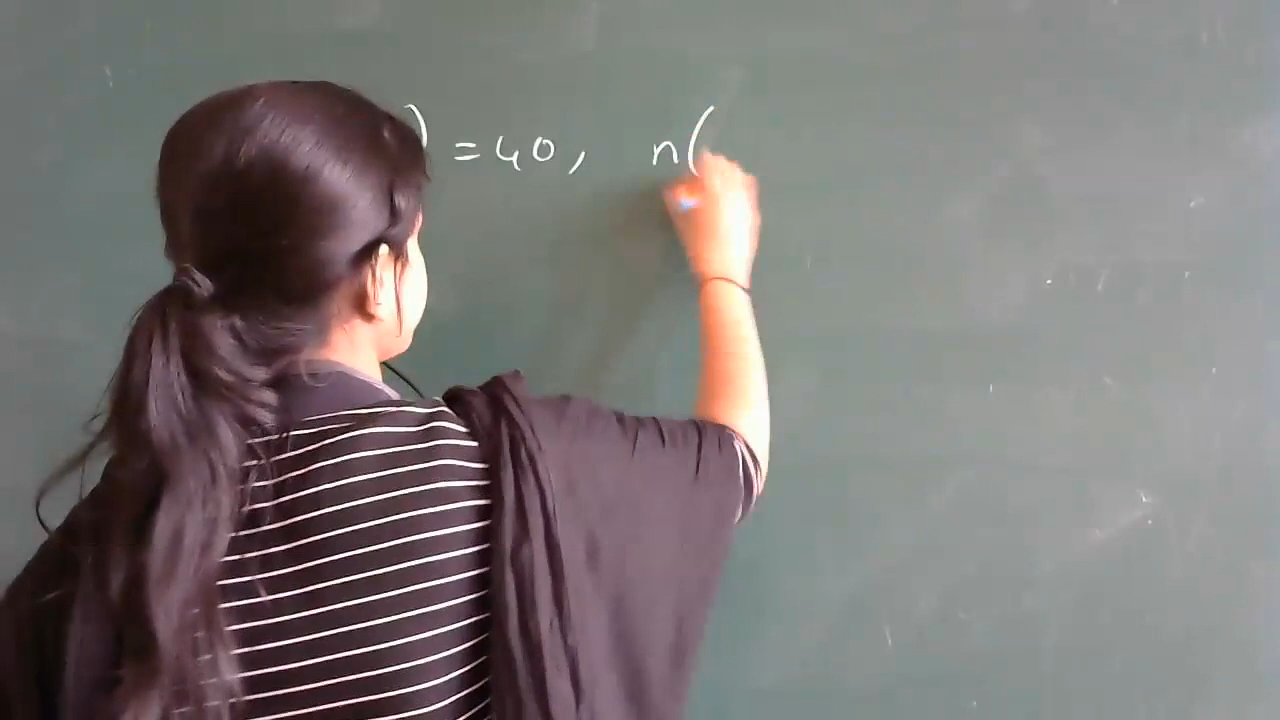 ) = 40, n(